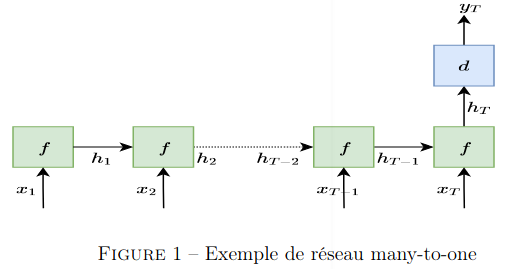 y_T
d
h_T
f f f f
h_1 h_2 h_{T-2} h_{T-1}
x_1 x_2 x_{T-1} x_T
FIGURE 1 – Exemple de réseau many-to-one